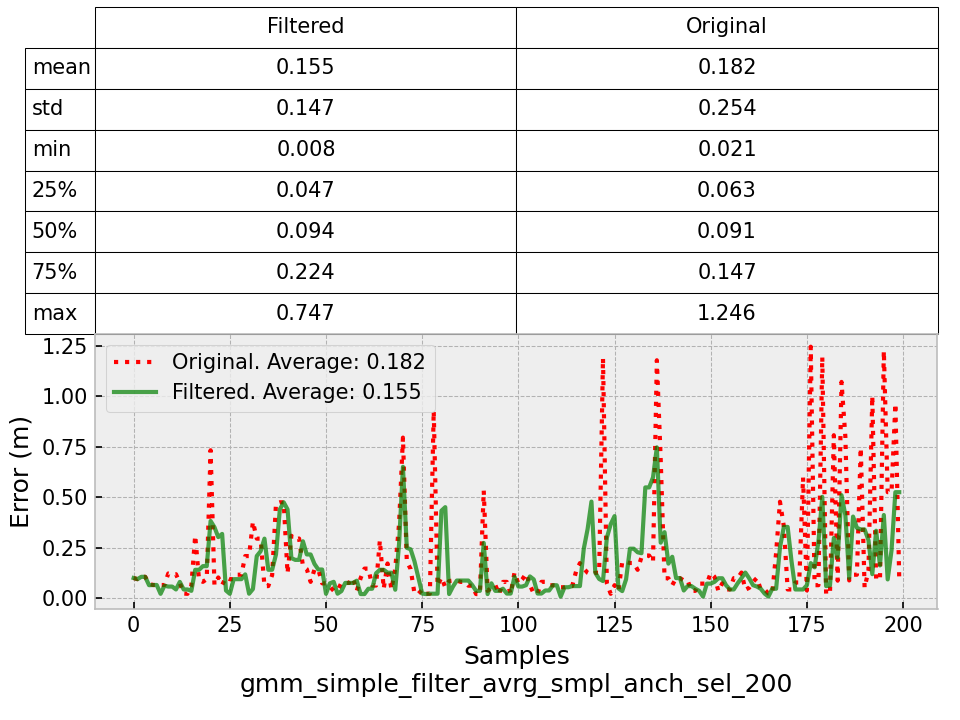 Filtered Original
mean 0.155 0.182
std 0.147 0.254
min 0.008 0.021
25% 0.047 0.063
50% 0.094 0.091
75% 0.224 0.147
max 0.747 1.246
1.25
1.00
0.75
0.50
0.25
0.00
Error (m)
Original. Average: 0.182
Filtered. Average: 0.155
0 25 50 75 100 125 150 175 200
Samples
gmm_simple_filter_avrg_smpl_anch_sel_200